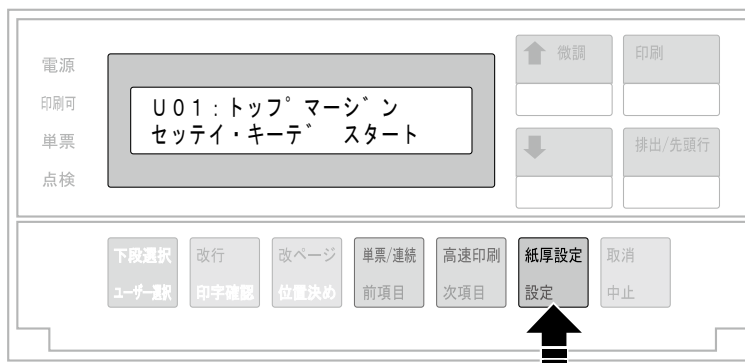 電源
印刷可
単票
点検
U01:トップマージン
セッテイ・キーデ スタート
微調
印刷
排出/先頭行
下段選択
ユーザー選択
改行
印字確認
改ページ
位置決め
単票/連続
前項目
高速印刷
次項目
紙厚設定
設定
取消
中止